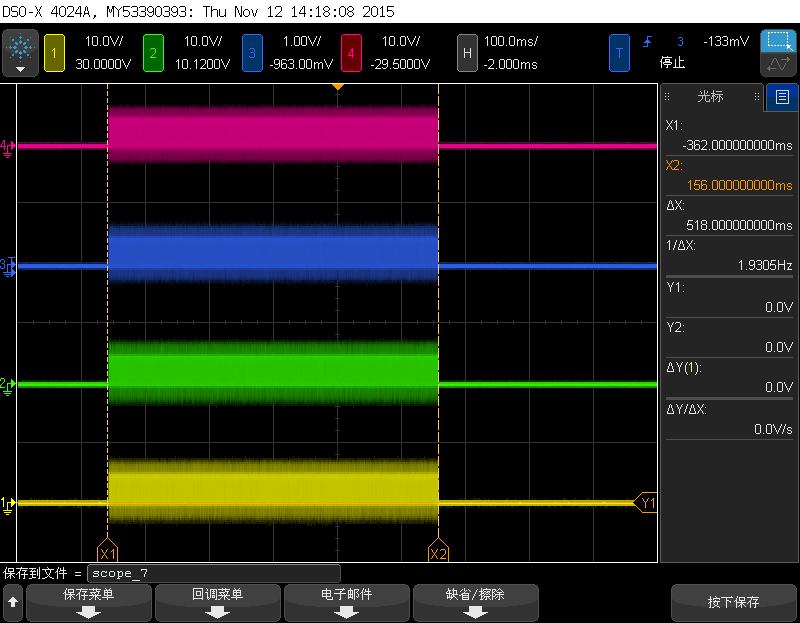 DSO-X 4024A, MY53390393: Thu Nov 12 14:18:08 2015
1 10.0V/ 2 10.0V/ 3 1.00V/ 4 10.0V/ H 100.0ms/ T 3 -133mV
30.0000V 10.1200V -963.00mV -29.5000V -2.000ms 停止
光标
X1:
-362.000000000ms
X2:
156.000000000ms
ΔX:
518.000000000ms
1/ΔX:
1.9305Hz
Y1:
0.0V
Y2:
0.0V
ΔY(1):
0.0V
ΔY/ΔX:
0.0V/s
4
3
2
1
Y1
X1 X2
保存到文件 = scope_7
保存菜单 回调菜单 电子邮件 缺省/擦除 按下保存